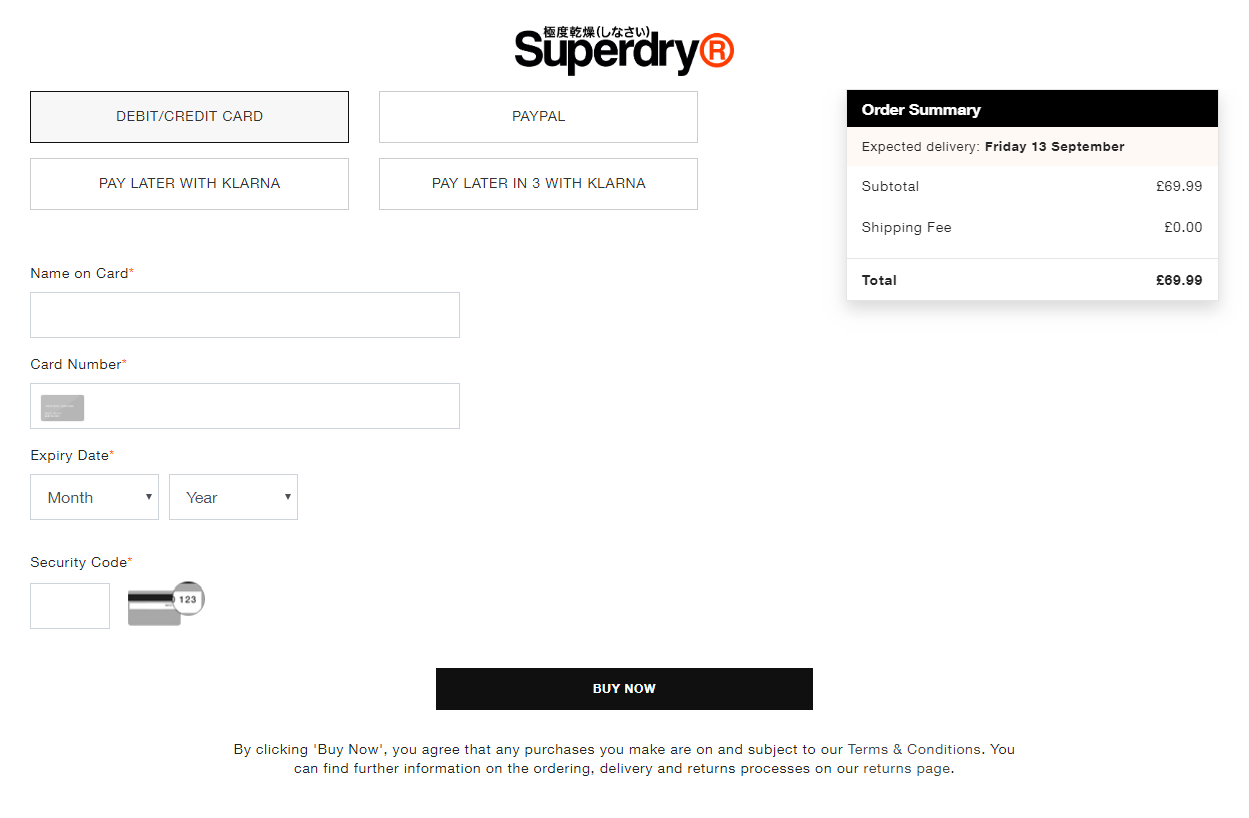 極度乾燥(しなさい)
Superdry®
DEBIT/CREDIT CARD
PAYPAL
PAY LATER WITH KLARNA
PAY LATER IN 3 WITH KLARNA
Order Summary
Expected delivery: Friday 13 September
Subtotal £69.99
Shipping Fee £0.00
Total £69.99
Name on Card*
Card Number*
Expiry Date*
Month
Year
Security Code*
123
BUY NOW
By clicking 'Buy Now', you agree that any purchases you make are on and subject to our Terms & Conditions. You
can find further information on the ordering, delivery and returns processes on our returns page.